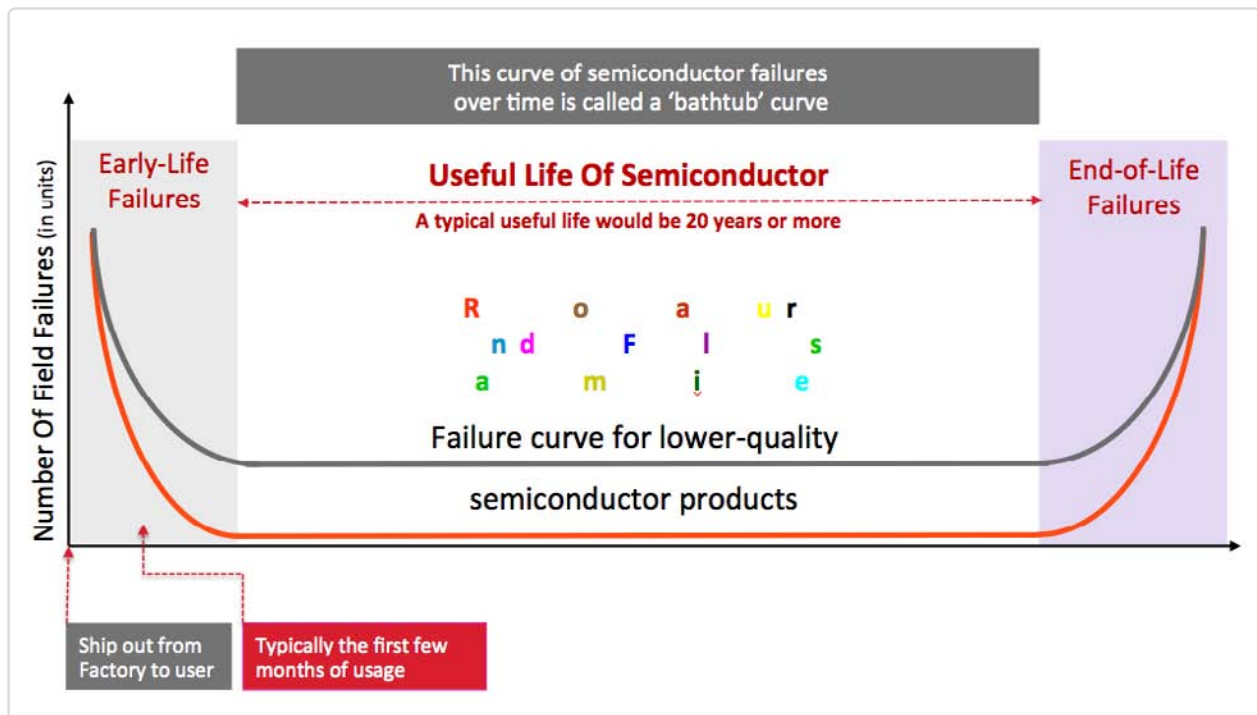 This curve of semiconductor failures
over time is called a ‘bathtub’ curve
Number Of Field Failures (in units)
Early-Life
Failures
Useful Life Of Semiconductor
A typical useful life would be 20 years or more
End-of-Life
Failures
R o a u r
n d F l s
a m i e
Failure curve for lower-quality
semiconductor products
Ship out from
Factory to user
Typically the first few
months of usage